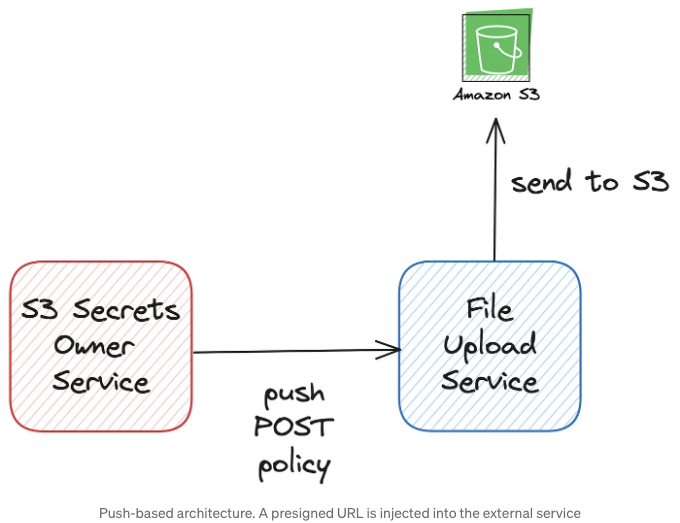 Amazon S3
send to S3
S3 Secrets
Owner
Service
File
Upload
Service
push
POST
policy
Push-based architecture. A presigned URL is injected into the external service